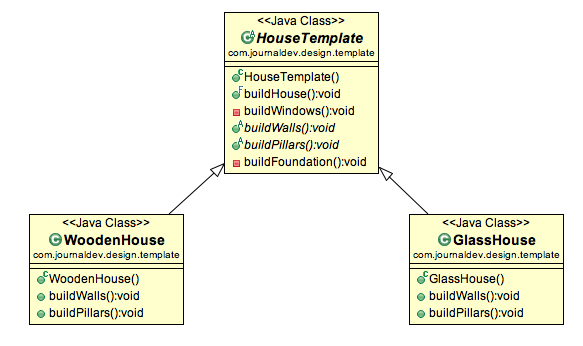 <<Java Class>>
HouseTemplate
com.journaldev.design.template
HouseTemplate()
buildHouse():void
buildWindows():void
buildWalls():void
buildPillars():void
buildFoundation():void
<<Java Class>>
WoodenHouse
com.journaldev.design.template
WoodenHouse()
buildWalls():void
buildPillars():void
<<Java Class>>
GlassHouse
com.journaldev.design.template
GlassHouse()
buildWalls():void
buildPillars():void